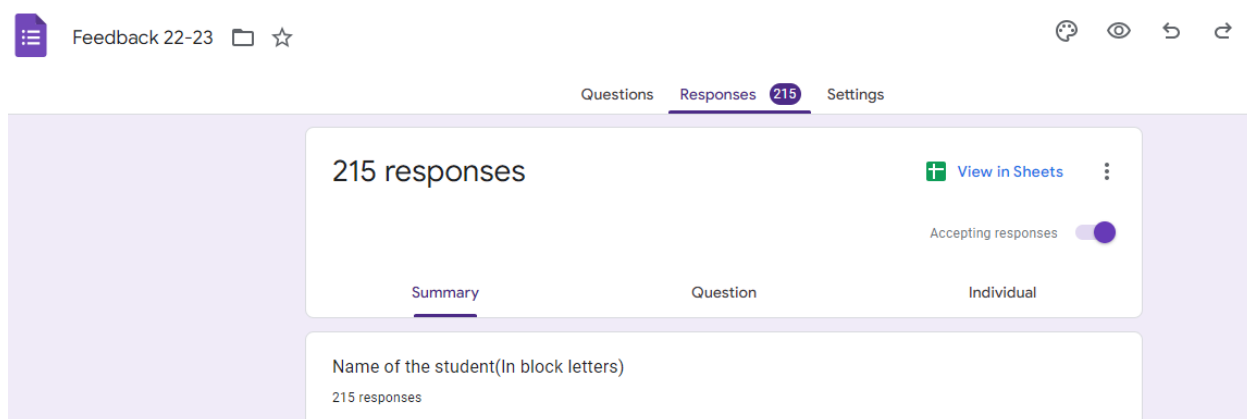 Feedback 22-23
Questions Responses 215 Settings
215 responses
View in Sheets
Accepting responses
Summary Question Individual
Name of the student(In block letters)
215 responses